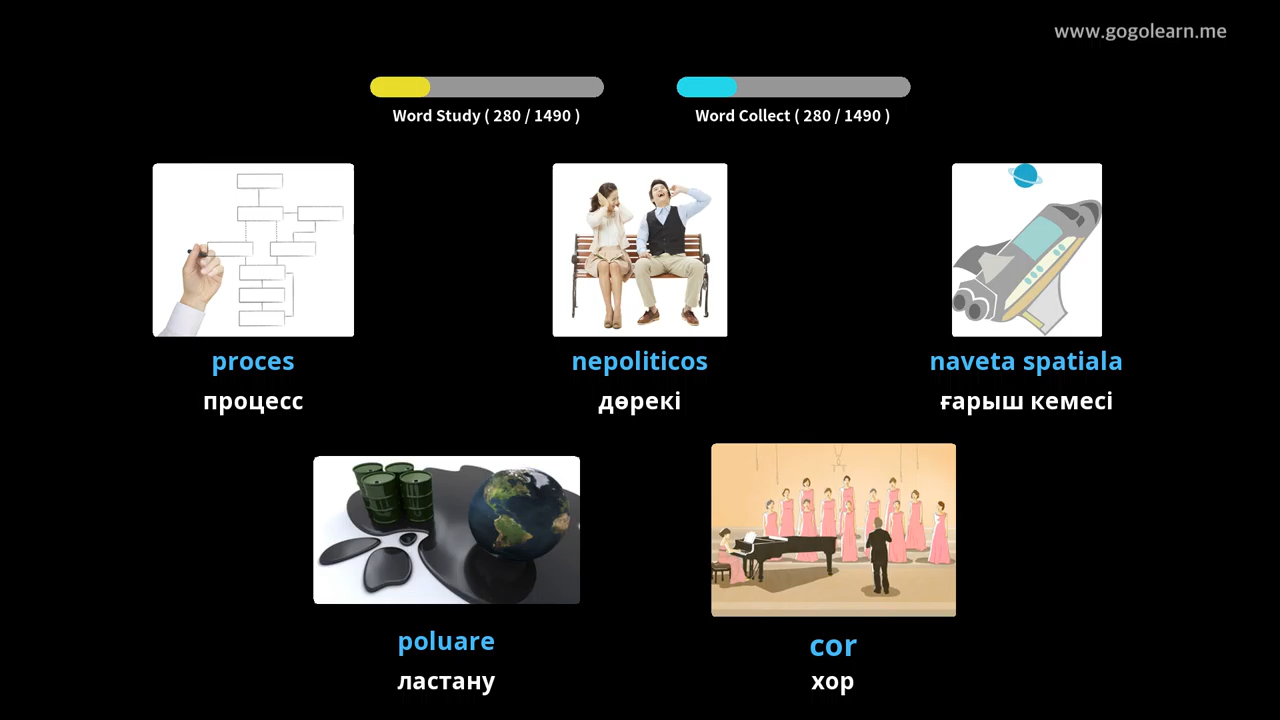 www.gogolearn.me
Word Study ( 280 / 1490 )
Word Collect ( 280 / 1490 )
proces
процесс
nepoliticos
дөрекі
naveta spatiala
ғарыш кемесі
poluare
ластану
cor
хор